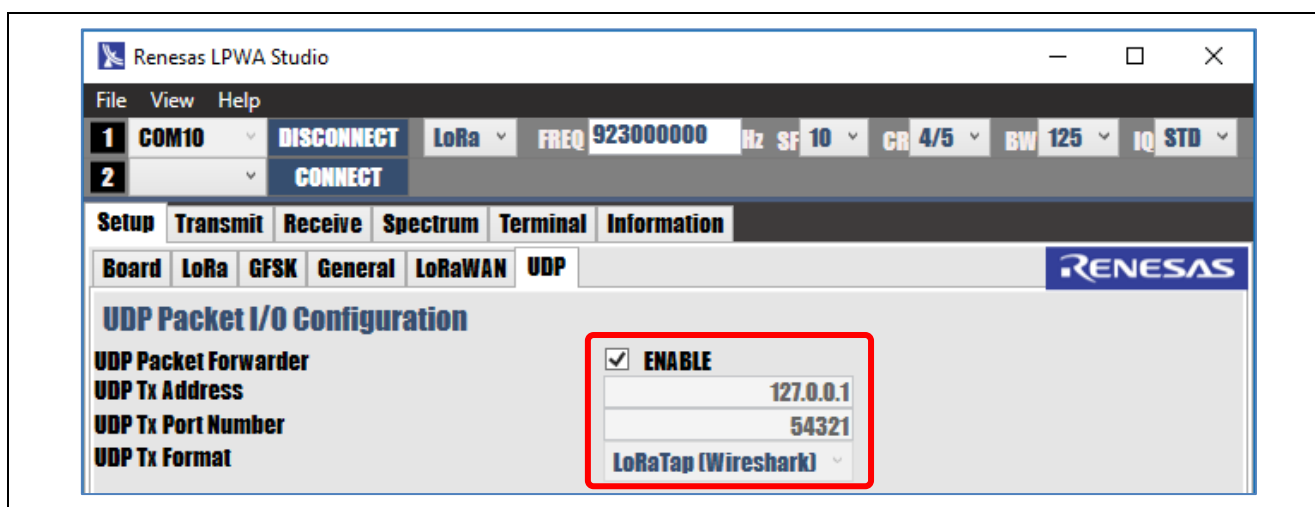 Renesas LPWA Studio
File View Help
1 COM10 DISCONNECT LoRa FREQ 923000000 Hz SF 10 CR 4/5 BW 125 IQ STD
2 CONNECT
Setup Transmit Receive Spectrum Terminal Information
Board LoRa GFSK General LoRaWAN UDP RENESAS
UDP Packet I/O Configuration
UDP Packet Forwarder ENABLE
UDP Tx Address 127.0.0.1
UDP Tx Port Number 54321
UDP Tx Format LoRaTap (Wireshark)